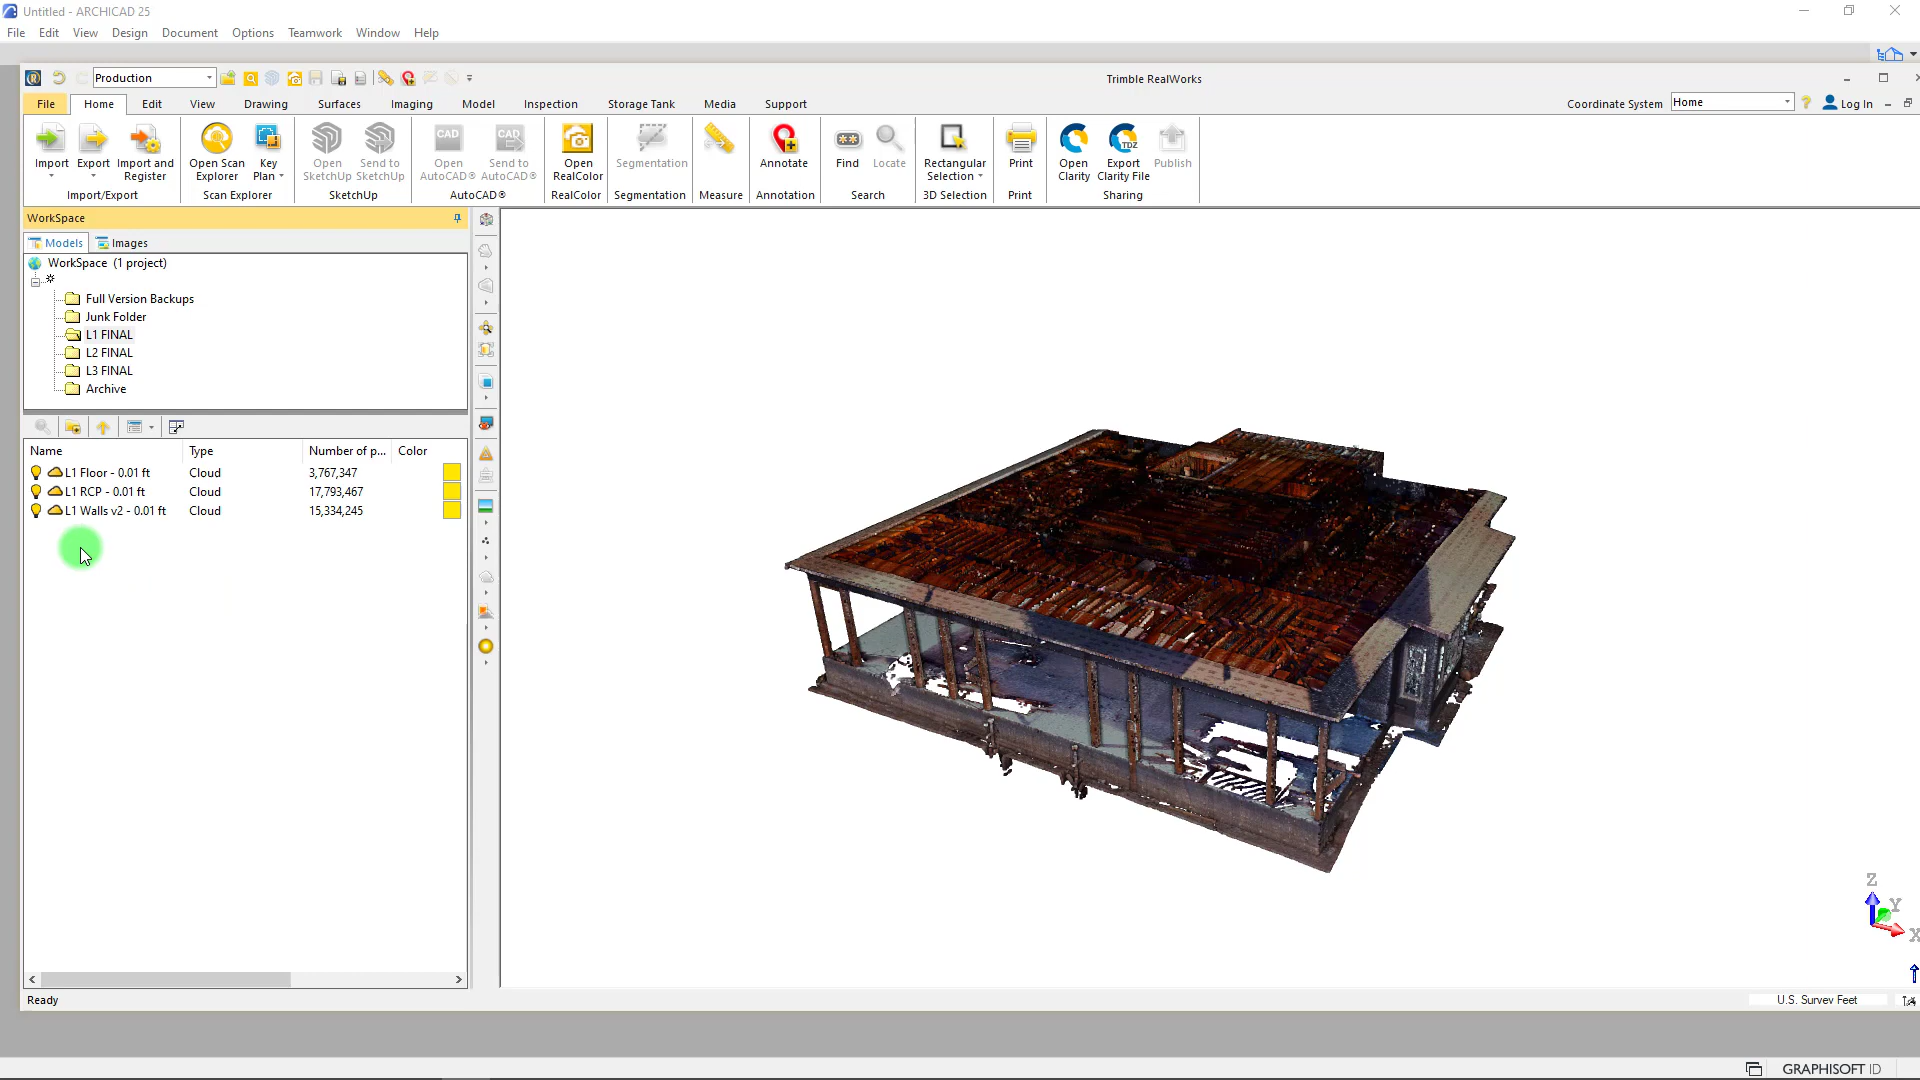 Untitled - ARCHICAD 25
File Edit View Design Document Options Teamwork Window Help
Production
Trimble RealWorks
File Home Edit View Drawing Surfaces Imaging Model Inspection Storage Tank Media Support
Coordinate System Home ? Log In
Import Export Import and Register Open Scan Explorer Key Plan Open SketchUp Send to SketchUp CAD Open AutoCAD® CAD Send to AutoCAD® Open RealColor Segmentation Annotate Find Locate Rectangular Selection Print Open Clarity TDZ Export Clarity File Publish
Import/Export Scan Explorer SketchUp AutoCAD® RealColor Segmentation Measure Annotation Search 3D Selection Print Sharing
WorkSpace
Models Images
WorkSpace (1 project)
Full Version Backups
Junk Folder
L1 FINAL
L2 FINAL
L3 FINAL
Archive
Name Type Number of p... Color
L1 Floor - 0.01 ft Cloud 3,767,347
L1 RCP - 0.01 ft Cloud 17,793,467
L1 Walls v2 - 0.01 ft Cloud 15,334,245
Z
Y
X
Ready
U.S. Survey Feet
GRAPHISOFT ID